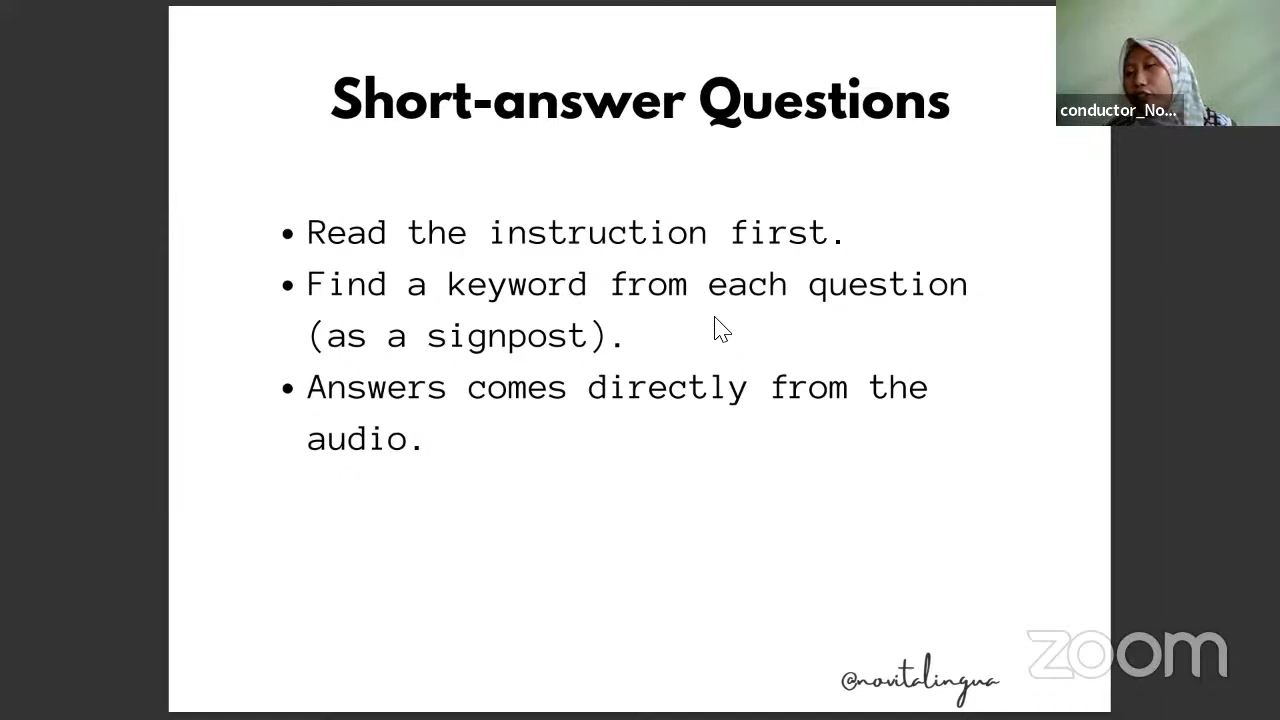 Short-answer Questions
conductor_No...
• Read the instruction first.
• Find a keyword from each question
(as a signpost).
• Answers comes directly from the
audio.
@novitalingua
zoom